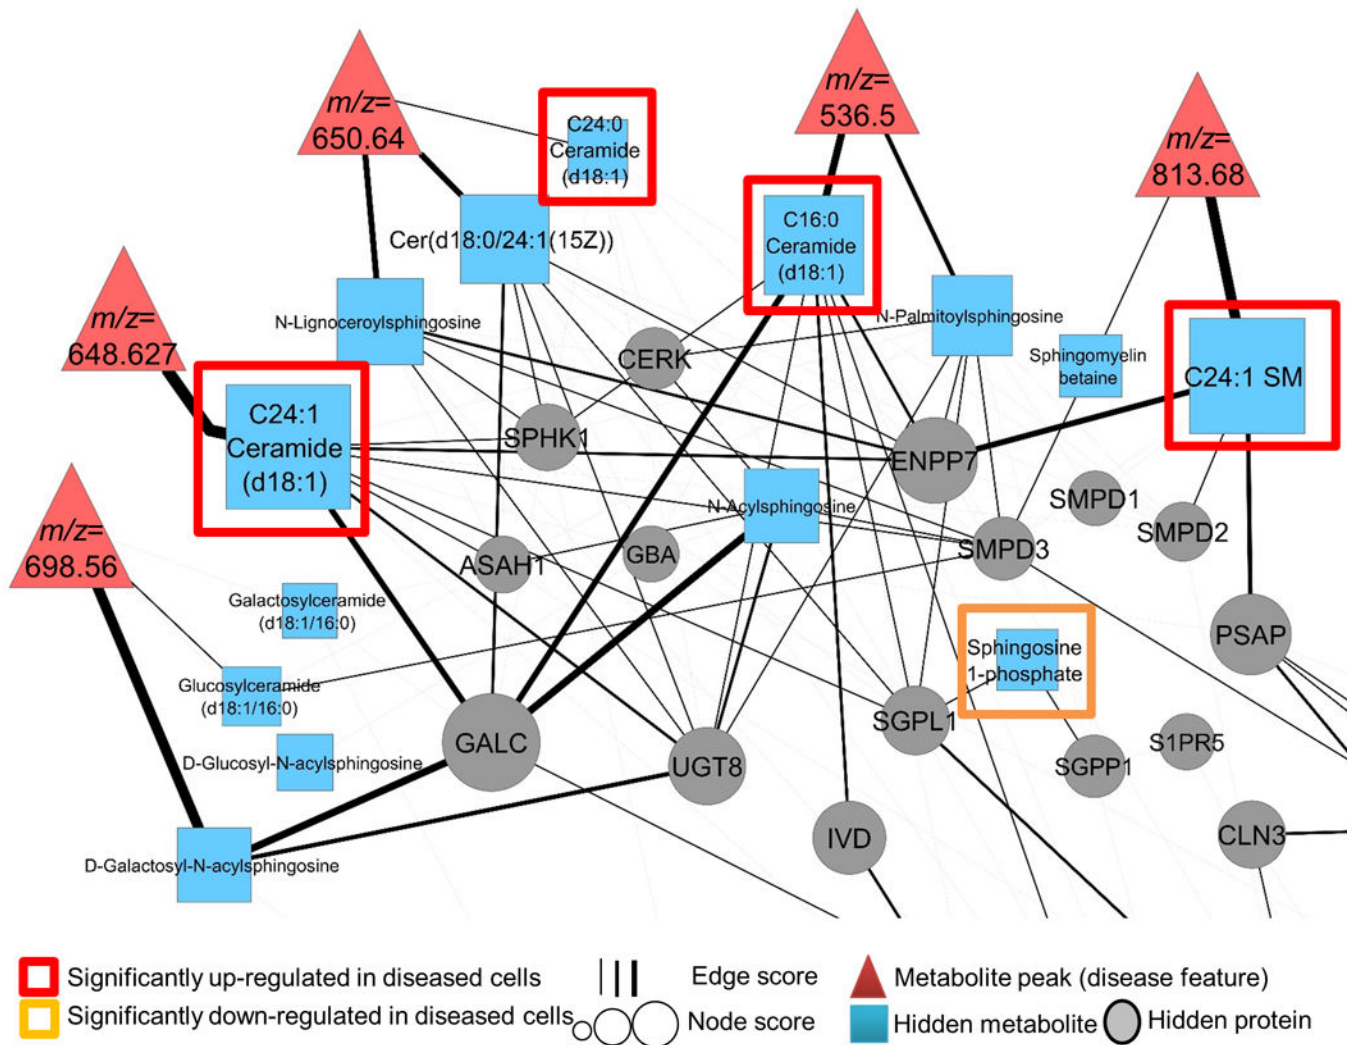 m/z=
650.64
C24:0
Ceramide
(d18:1)
m/z=
536.5
m/z=
813.68
Cer(d18:0/24:1(15Z))
C16:0
Ceramide
(d18:1)
m/z=
648.627
N-Lignoceroylsphingosine
N-Palmitoylsphingosine
CERK
Sphingomyelin
betaine
C24:1 SM
C24:1
Ceramide
(d18:1)
SPHK1
ENPP7
m/z=
698.56
N-Acylsphingosine
SMPD1
SMPD2
SMPD3
ASAH1
GBA
Galactosylceramide
(d18:1/16:0)
Glucosylceramide
(d18:1/16:0)
Sphingosine
1-phosphate
PSAP
GALC
SGPL1
D-Glucosyl-N-acylsphingosine
UGT8
SGPP1
S1PR5
IVD
CLN3
D-Galactosyl-N-acylsphingosine
Significantly up-regulated in diseased cells
Edge score
Metabolite peak (disease feature)
Significantly down-regulated in diseased cells
Node score
Hidden metabolite
Hidden protein